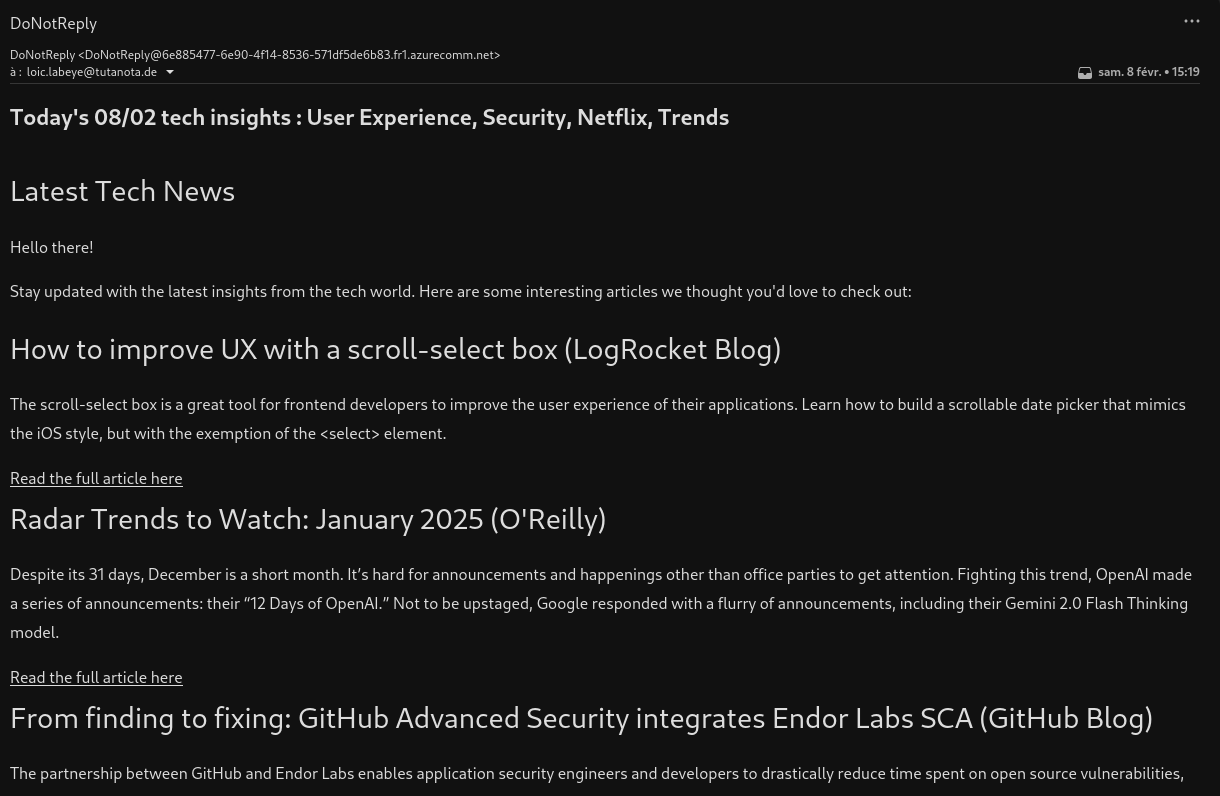 DoNotReply
DoNotReply <DoNotReply@6e885477-6e90-4f14-8536-571df5de6b83.fr1.azurecomm.net>
à : loic.labeye@tutanota.de
sam. 8 févr. • 15:19
Today's 08/02 tech insights : User Experience, Security, Netflix, Trends
Latest Tech News
Hello there!
Stay updated with the latest insights from the tech world. Here are some interesting articles we thought you'd love to check out:
How to improve UX with a scroll-select box (LogRocket Blog)
The scroll-select box is a great tool for frontend developers to improve the user experience of their applications. Learn how to build a scrollable date picker that mimics
the iOS style, but with the exemption of the <select> element.
Read the full article here
Radar Trends to Watch: January 2025 (O'Reilly)
Despite its 31 days, December is a short month. It’s hard for announcements and happenings other than office parties to get attention. Fighting this trend, OpenAI made
a series of announcements: their “12 Days of OpenAI.” Not to be upstaged, Google responded with a flurry of announcements, including their Gemini 2.0 Flash Thinking
model.
Read the full article here
From finding to fixing: GitHub Advanced Security integrates Endor Labs SCA (GitHub Blog)
The partnership between GitHub and Endor Labs enables application security engineers and developers to drastically reduce time spent on open source vulnerabilities,